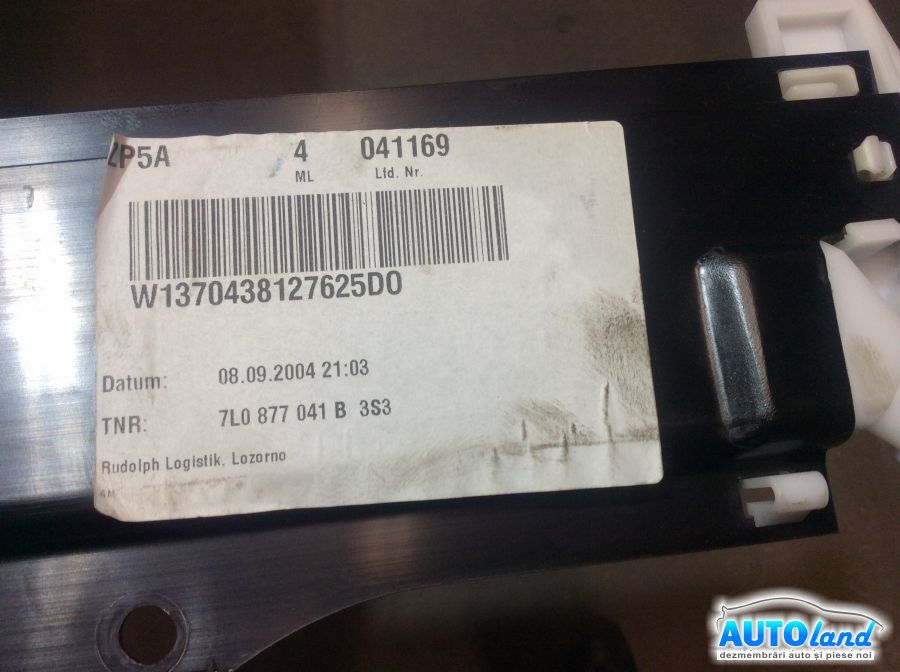 ZP5A 4 041169
ML Lfd. Nr.
W1370438127625D0
Datum: 08.09.2004 21:03
TNR: 7L0 877 041 B 3S3
Rudolph Logistik, Lozorno
AUTOland
dezmembrări auto și piese noi